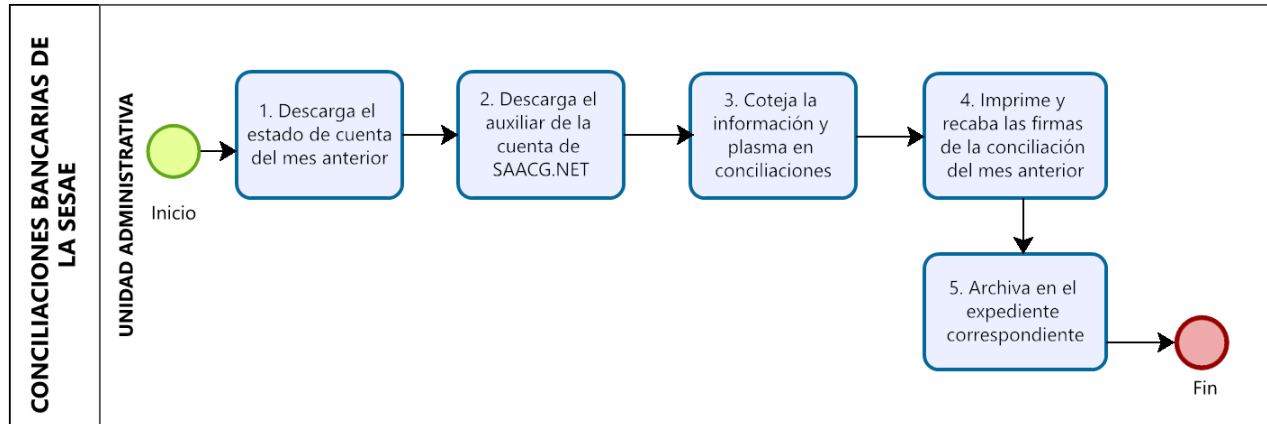 CONCILIACIONES BANCARIAS DE
LA SESAE
UNIDAD ADMINISTRATIVA
Inicio
1. Descarga el
estado de cuenta
del mes anterior
2. Descarga el
auxiliar de la
cuenta de
SAACG.NET
3. Coteja la
información y
plasma en
conciliaciones
4. Imprime y
recaba las firmas
de la conciliación
del mes anterior
5. Archiva en el
expediente
correspondiente
Fin